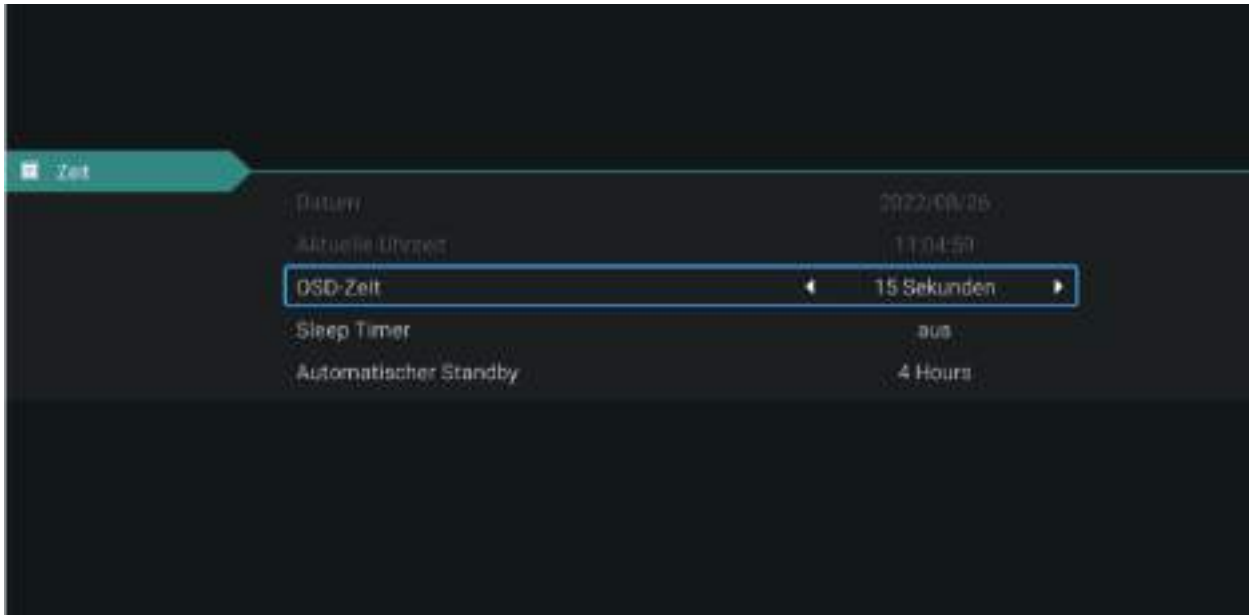 Zeit
Datum 2022/08/26
Aktuelle Uhrzeit 11:04:59
OSD-Zeit 15 Sekunden
Sleep Timer aus
Automatischer Standby 4 Hours